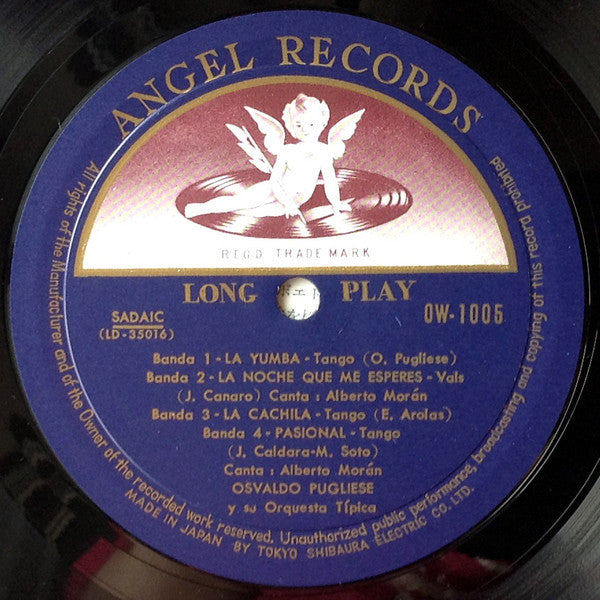 ANGEL RECORDS
REGD TRADE MARK
LONG PLAY
SADAIC
(LD-35016)
OW-1005
Banda 1 - LA YUMBA - Tango (O. Pugliese)
Banda 2 - LA NOCHE QUE ME ESPERES - Vals
(J. Canaro) Canta : Alberto Morán
Banda 3 - LA CACHILA - Tango (E. Arolas)
Banda 4 - PASIONAL - Tango
(J. Caldara-M. Soto)
Canta : Alberto Morán
OSVALDO PUGLIESE
y su Orquesta Típica
All rights of the Manufacturer and of the Owner of the recorded work reserved. Unauthorized public performance, broadcasting and copying of this record prohibited
MADE IN JAPAN BY TOKYO SHIBAURA ELECTRIC CO. LTD.